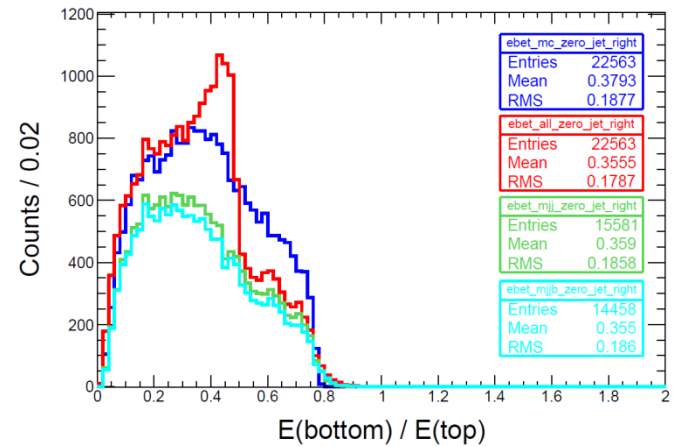 1200
1000
800
600
400
200
0
Counts / 0.02
0 0.2 0.4 0.6 0.8 1 1.2 1.4 1.6 1.8 2
E(bottom) / E(top)
ebet_mc_zero_jet_right
Entries 22563
Mean 0.3793
RMS 0.1877
ebet_all_zero_jet_right
Entries 22563
Mean 0.3555
RMS 0.1787
ebet_mjj_zero_jet_right
Entries 15581
Mean 0.359
RMS 0.1858
ebet_mjjb_zero_jet_right
Entries 14458
Mean 0.355
RMS 0.186